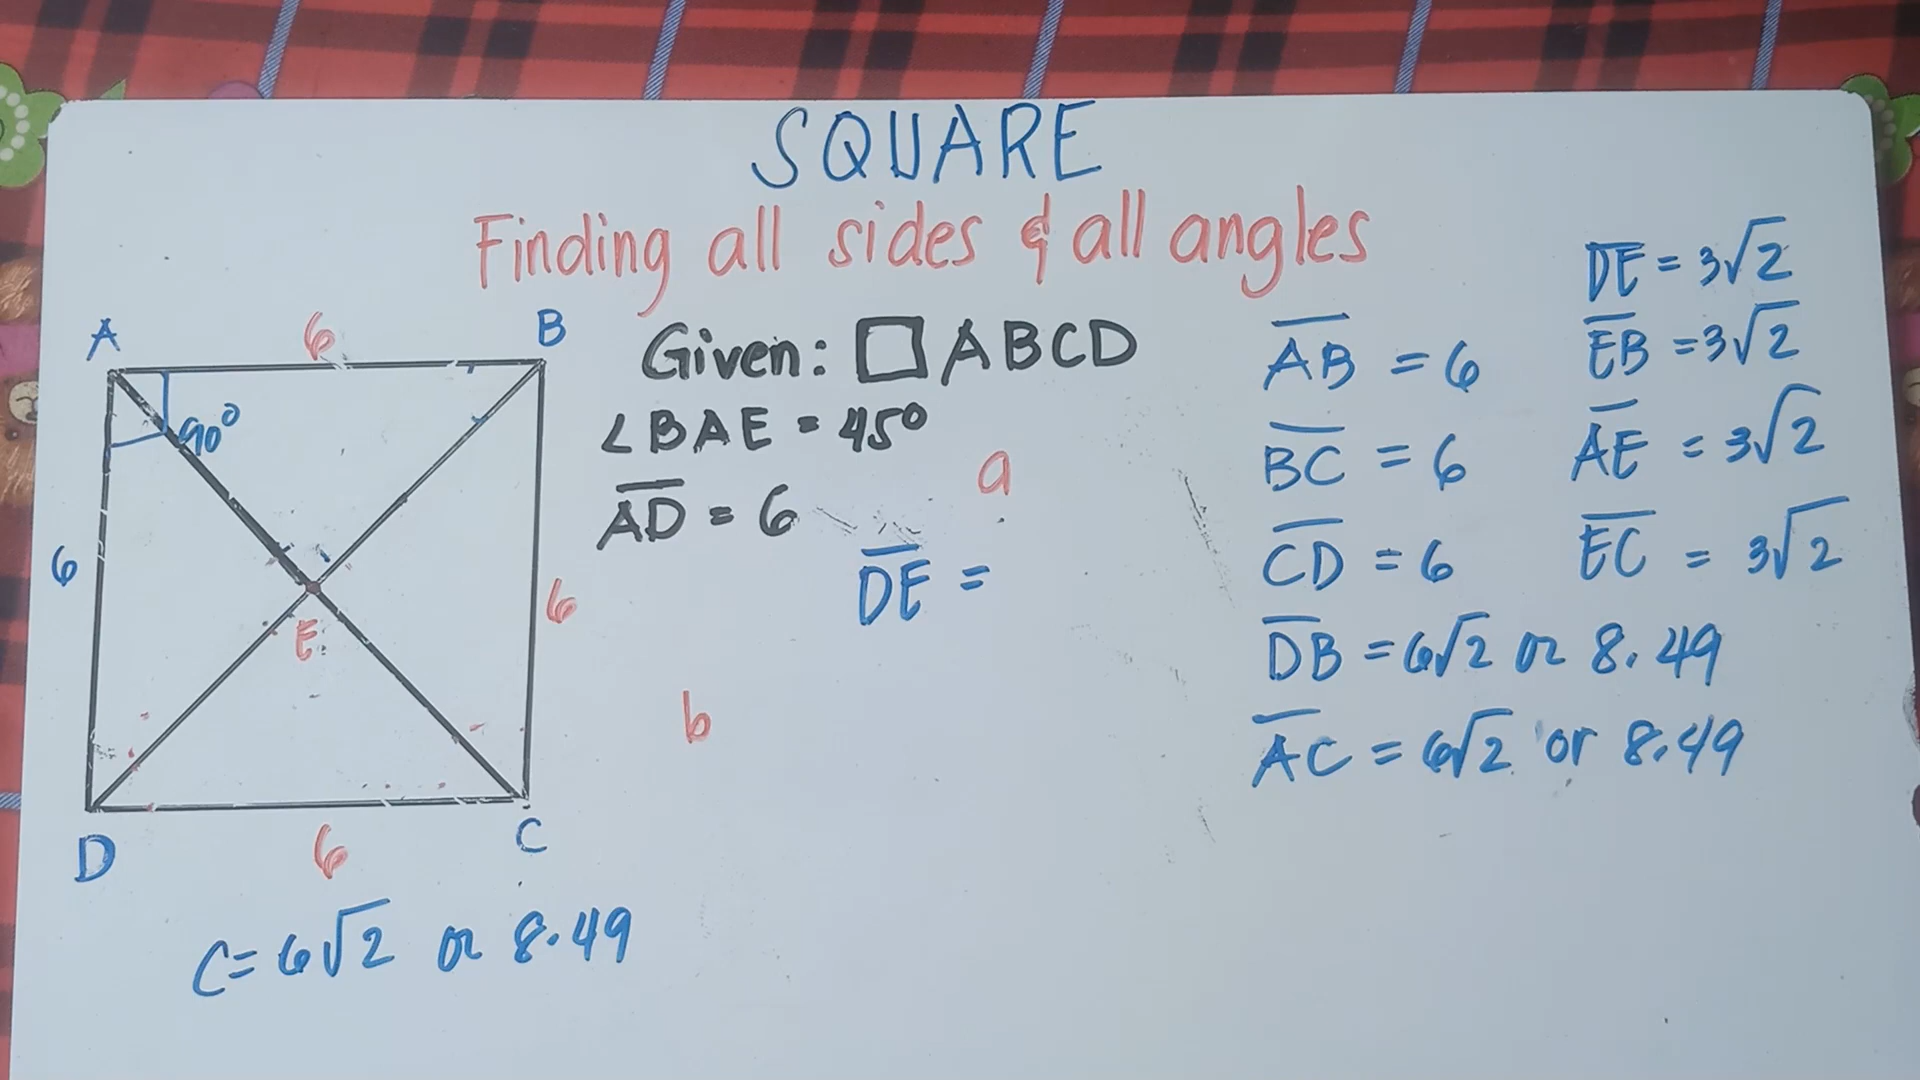 SQUARE
Finding all sides & all angles
Given: □ABCD
∠BAE = 45°
AD = 6
a
DE =
b
A
6
B
90°
6
E
6
D
6
C
C = 6√2 or 8.49
AB = 6
BC = 6
CD = 6
DB = 6√2 or 8.49
AC = 6√2 or 8.49
DE = 3√2
EB = 3√2
AE = 3√2
EC = 3√2